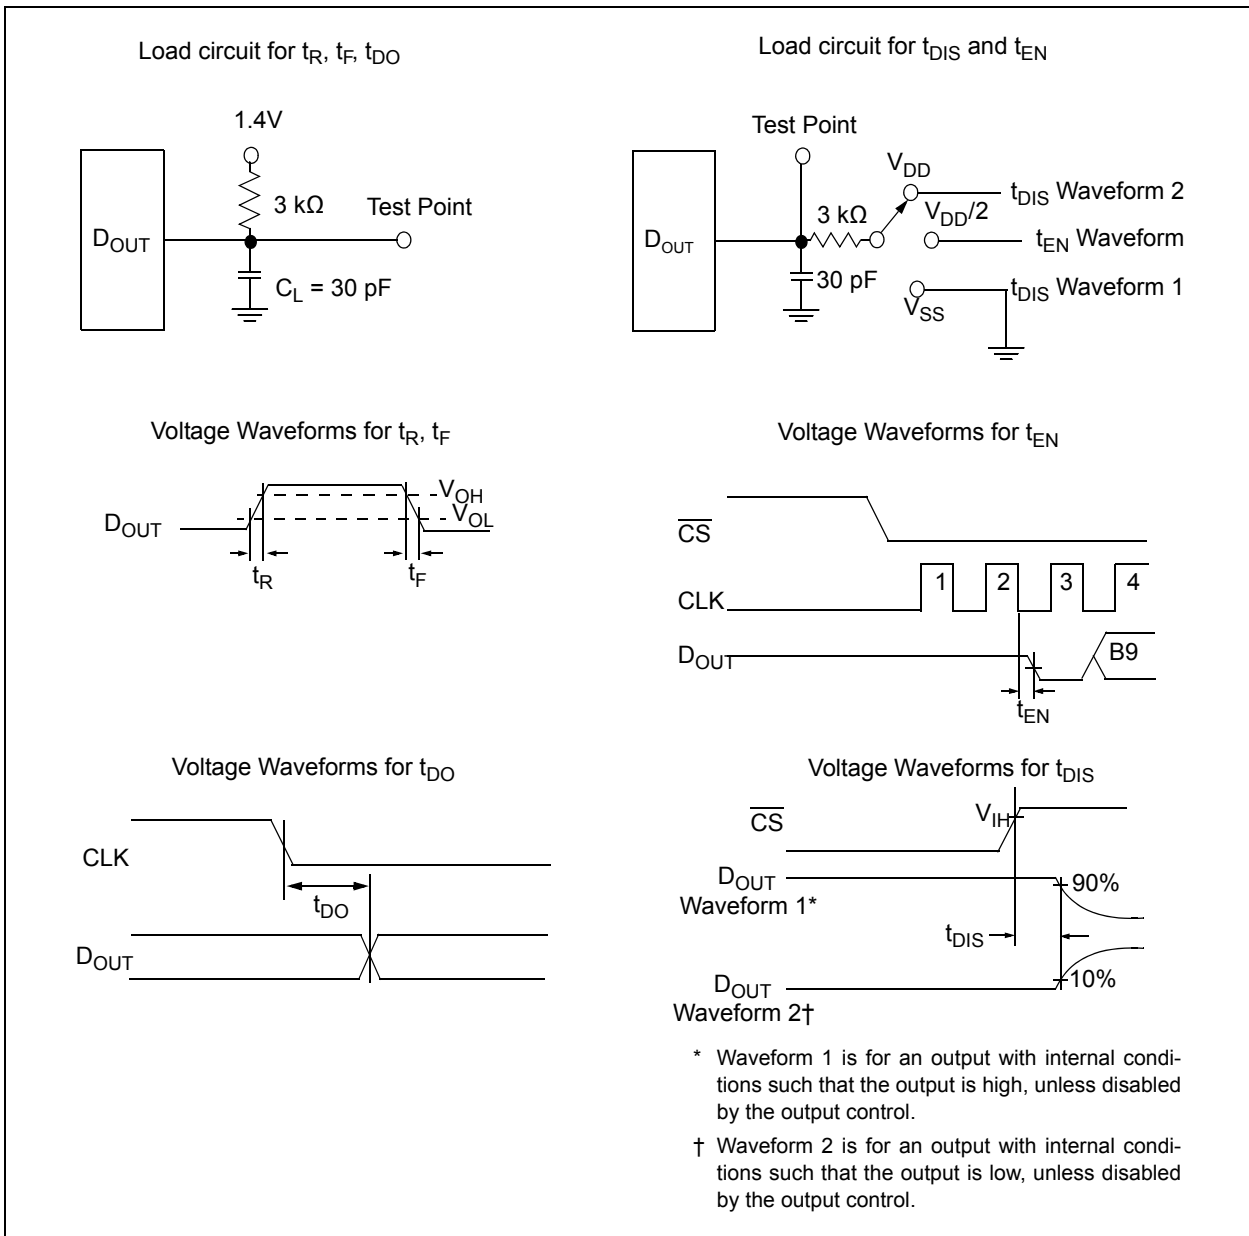 Load circuit for tR, tF, tDO
1.4V
3 kΩ
Test Point
DOUT
CL = 30 pF
Load circuit for tDIS and tEN
Test Point
VDD
tDIS Waveform 2
3 kΩ
VDD/2
DOUT
tEN Waveform
30 pF
tDIS Waveform 1
VSS
Voltage Waveforms for tR, tF
VOH
VOL
DOUT
tR
tF
Voltage Waveforms for tEN
CS
1 2 3 4
CLK
DOUT
B9
tEN
Voltage Waveforms for tDO
CLK
tDO
DOUT
Voltage Waveforms for tDIS
CS
VIH
DOUT
Waveform 1*
90%
tDIS
DOUT
Waveform 2†
10%
* Waveform 1 is for an output with internal condi-
tions such that the output is high, unless disabled
by the output control.
† Waveform 2 is for an output with internal condi-
tions such that the output is low, unless disabled
by the output control.